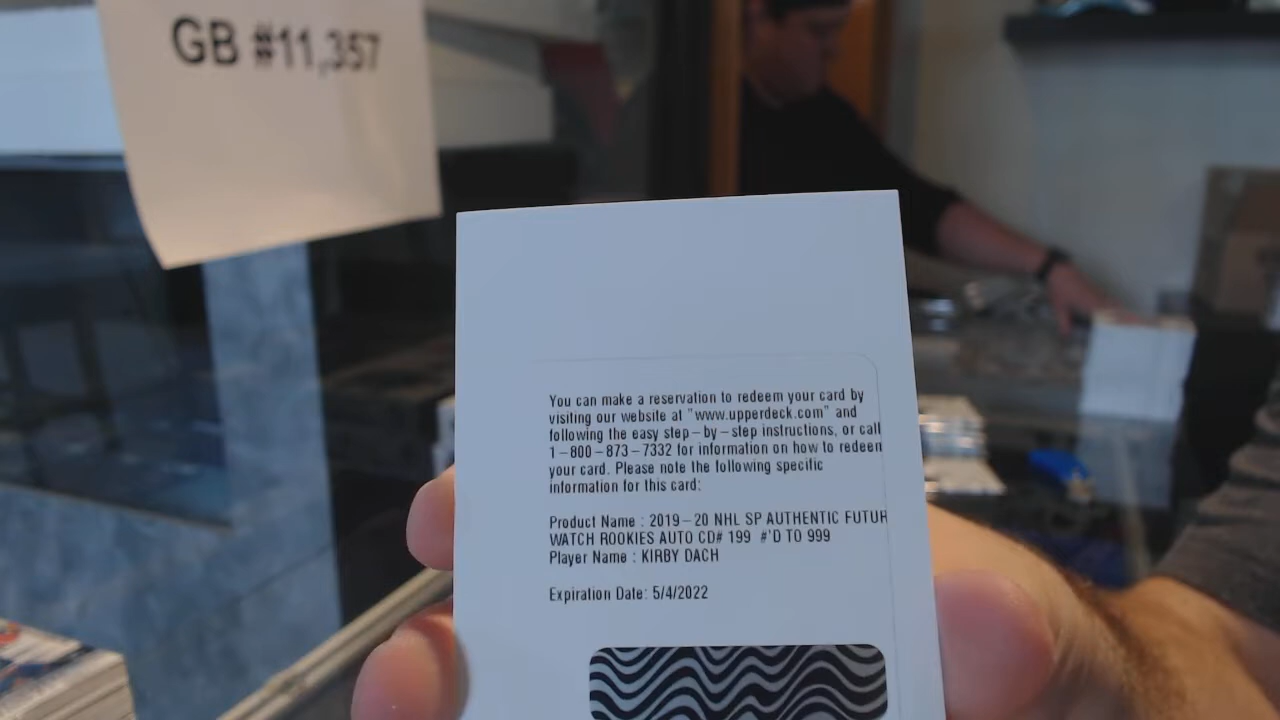 GB #11,357
You can make a reservation to redeem your card by
visiting our website at "www.upperdeck.com" and
following the easy step-by-step instructions, or call
1-800-873-7332 for information on how to redeem
your card. Please note the following specific
information for this card:
Product Name : 2019-20 NHL SP AUTHENTIC FUTUR
WATCH ROOKIES AUTO CD# 199 #'D TO 999
Player Name : KIRBY DACH
Expiration Date: 5/4/2022